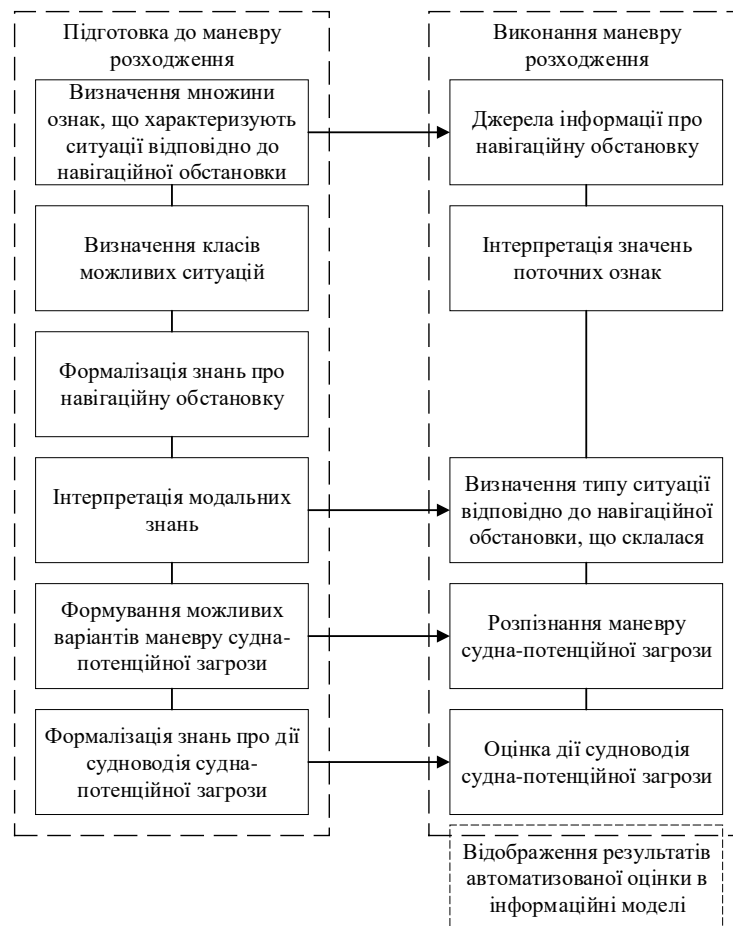 Підготовка до маневру
розходження
Визначення множини
ознак, що характеризують
ситуації відповідно до
навігаційної обстановки
Визначення класів
можливих ситуацій
Формалізація знань про
навігаційну обстановку
Інтерпретація модальних
знань
Формування можливих
варіантів маневру судна-
потенційної загрози
Формалізація знань про дії
судноводія судна-
потенційної загрози
Виконання маневру
розходження
Джерела інформації про
навігаційну обстановку
Інтерпретація значень
поточних ознак
Визначення типу ситуації
відповідно до навігаційної
обстановки, що склалася
Розпізнання маневру
судна-потенційної загрози
Оцінка дії судноводія
судна-потенційної загрози
Відображення результатів
автоматизованої оцінки в
інформаційні моделі